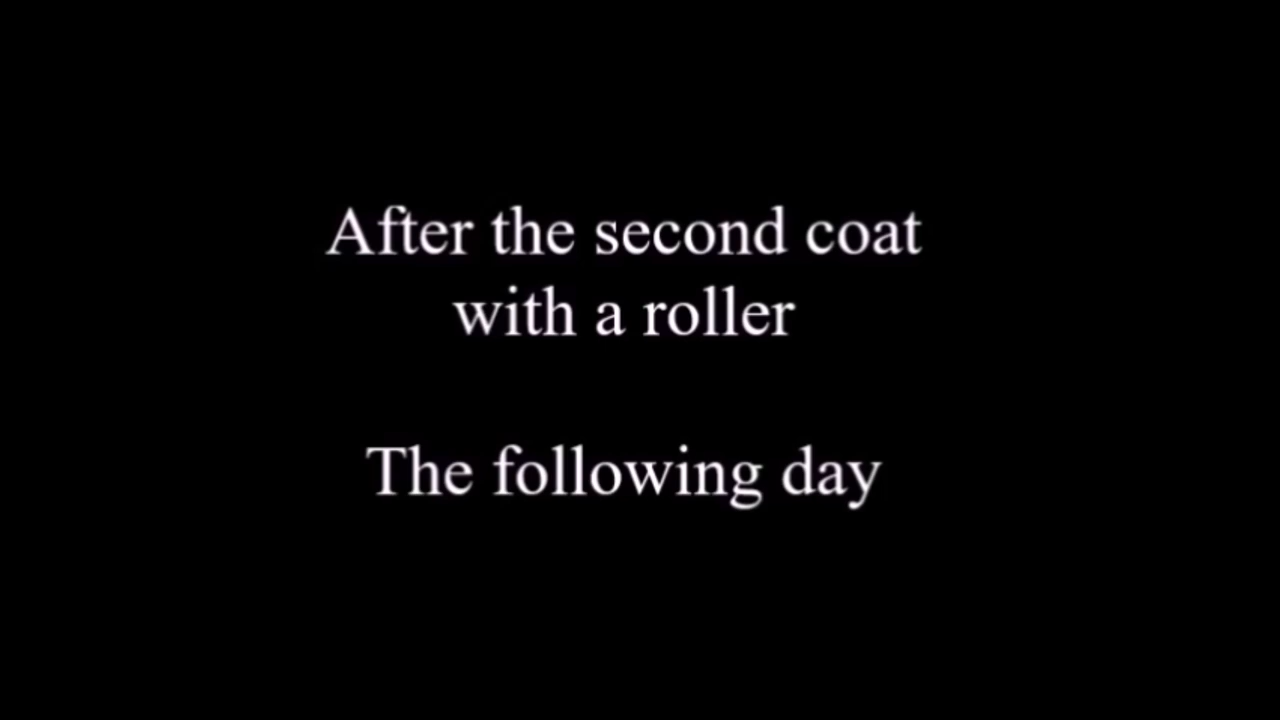 After the second coat
with a roller
The following day